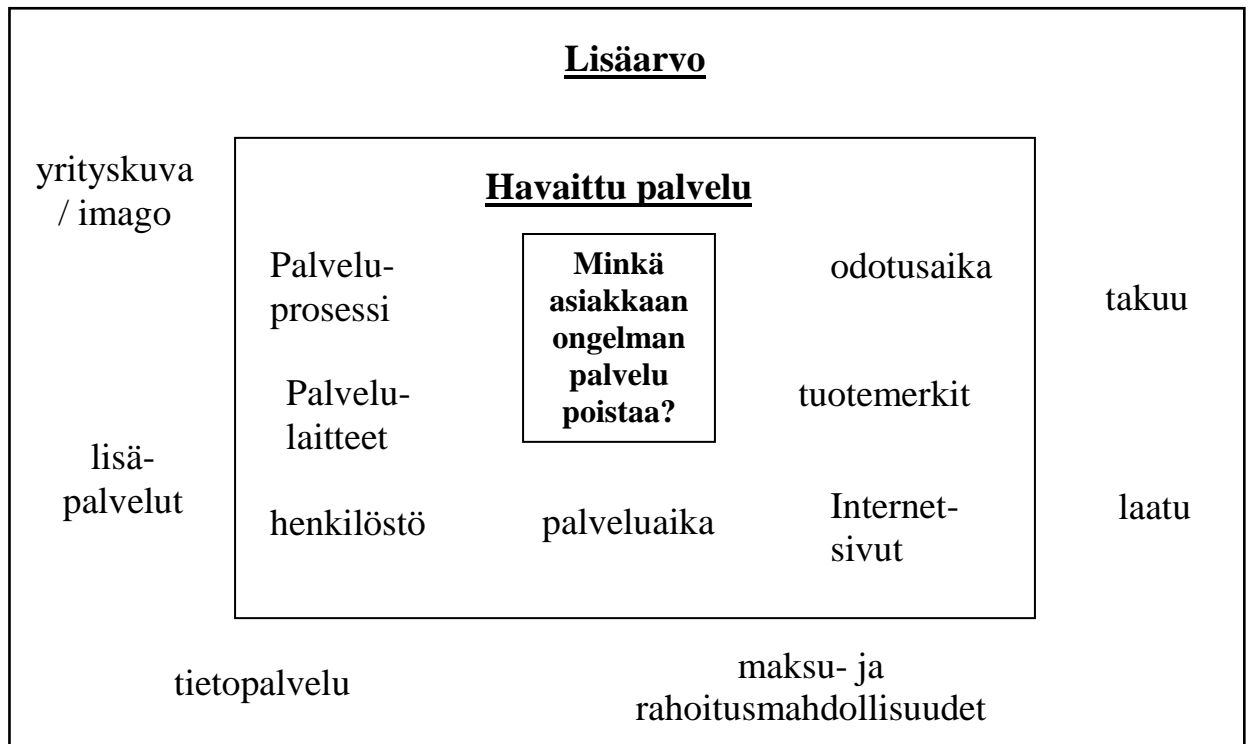 Lisäarvo
yrityskuva
/ imago
Havaittu palvelu
Palvelu-
prosessi
Minkä
asiakkaan
ongelman
palvelu
poistaa?
odotusaika
takuu
Palvelu-
laitteet
tuotemerkit
lisä-
palvelut
henkilöstö
palveluaika
Internet-
sivut
laatu
tietopalvelu
maksu- ja
rahoitusmahdollisuudet